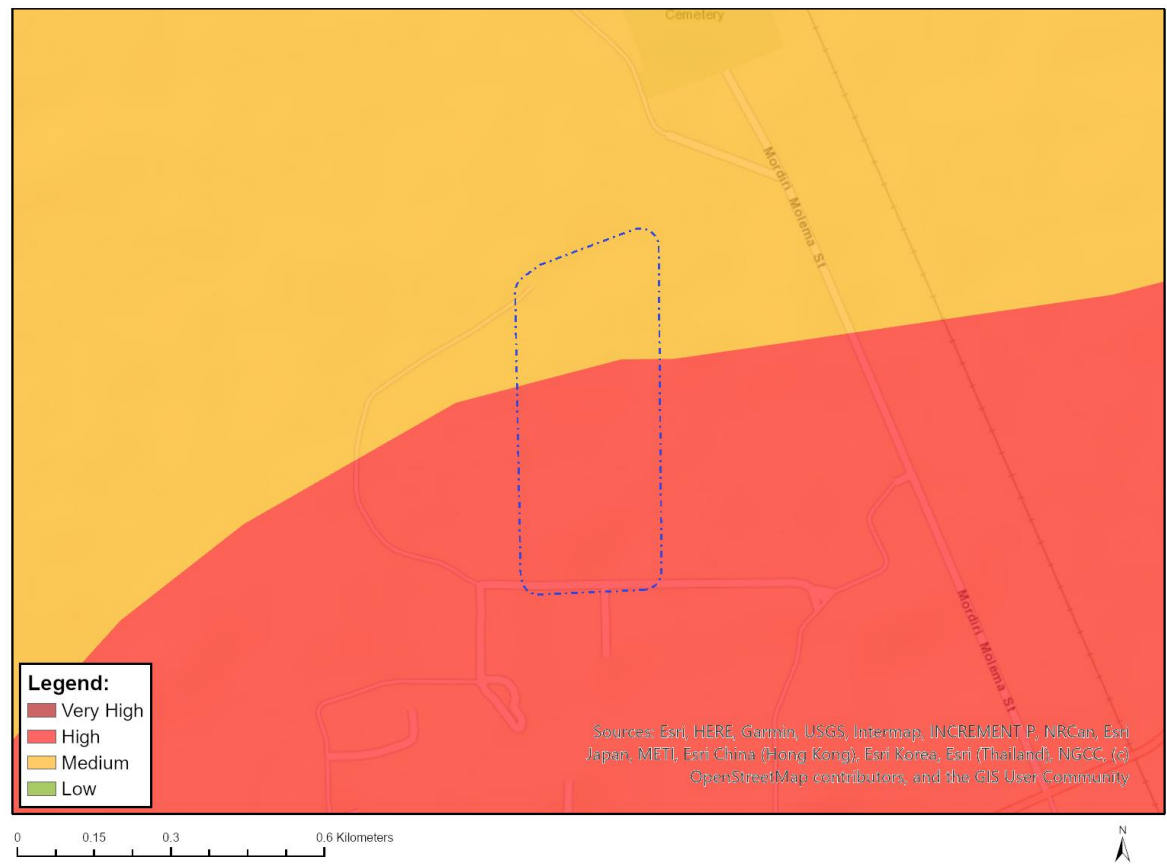 Cemetery
Mordiri Molema St
Mordiri Molema St
Legend:
Very High
High
Medium
Low
Sources: Esri, HERE, Garmin, USGS, Intermap, INCREMENT P, NRCan, Esri
Japan, METI, Esri China (Hong Kong), Esri Korea, Esri (Thailand), NGCC, (c)
OpenStreetMap contributors, and the GIS User Community
0 0.15 0.3 0.6 Kilometers
N